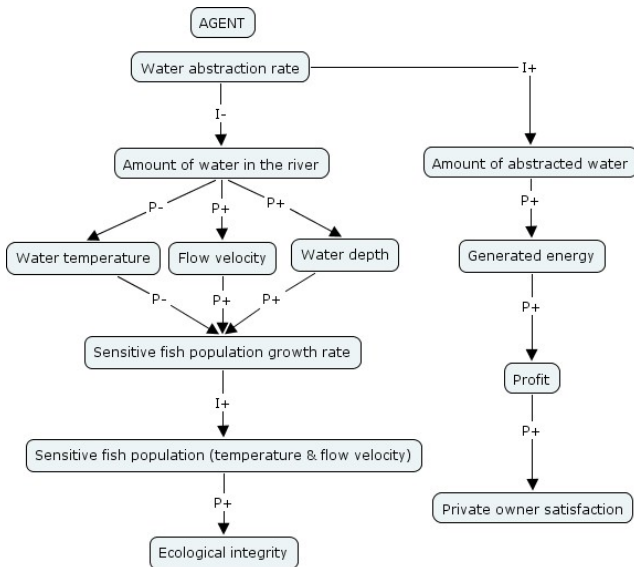 AGENT
Water abstraction rate
I+
I-
Amount of water in the river
Amount of abstracted water
P-
P+
P+
P+
Water temperature
Flow velocity
Water depth
Generated energy
P-
P+
P+
P+
Sensitive fish population growth rate
Profit
I+
P+
Sensitive fish population (temperature & flow velocity)
P+
Private owner satisfaction
Ecological integrity